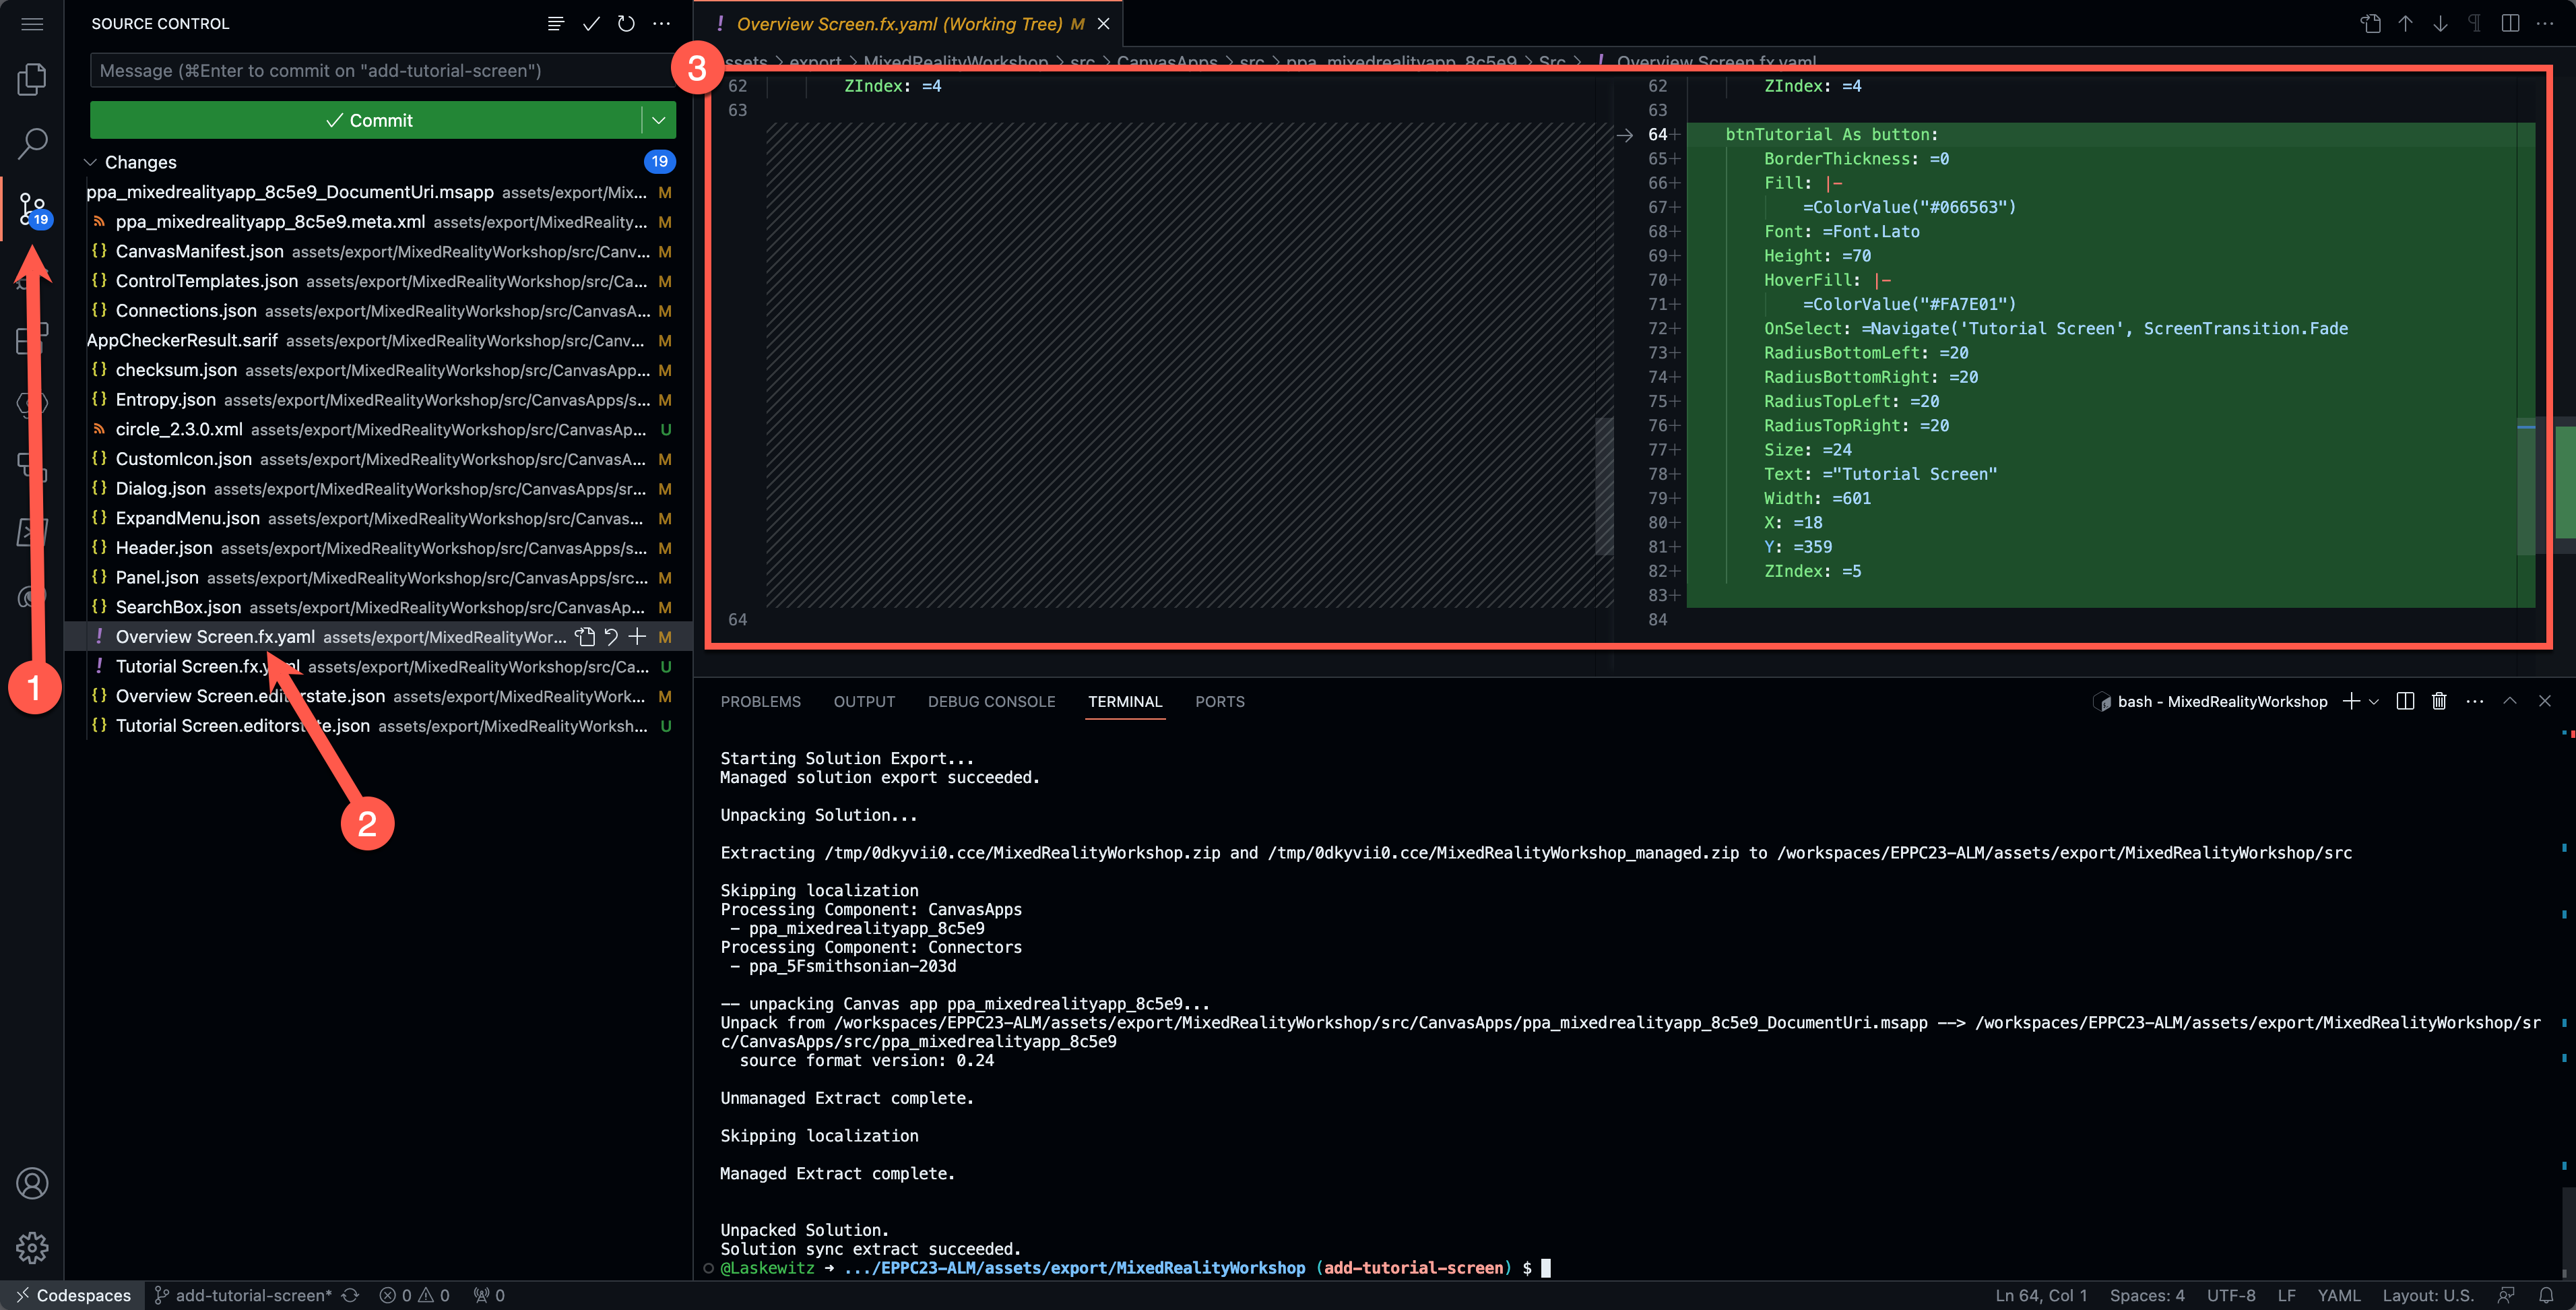 SOURCE CONTROL
Message (⌘Enter to commit on "add-tutorial-screen")
Commit
Changes 19
ppa_mixedrealityapp_8c5e9_DocumentUri.msapp assets/export/Mix... M
ppa_mixedrealityapp_8c5e9.meta.xml assets/export/MixedReality... M
{} CanvasManifest.json assets/export/MixedRealityWorkshop/src/Canv... M
{} ControlTemplates.json assets/export/MixedRealityWorkshop/src/Ca... M
{} Connections.json assets/export/MixedRealityWorkshop/src/CanvasA... M
AppCheckerResult.sarif assets/export/MixedRealityWorkshop/src/Canv... M
{} checksum.json assets/export/MixedRealityWorkshop/src/CanvasApp... M
{} Entropy.json assets/export/MixedRealityWorkshop/src/CanvasApps/s... M
circle_2.3.0.xml assets/export/MixedRealityWorkshop/src/CanvasAp... U
{} CustomIcon.json assets/export/MixedRealityWorkshop/src/CanvasA... M
{} Dialog.json assets/export/MixedRealityWorkshop/src/CanvasApps/sr... M
{} ExpandMenu.json assets/export/MixedRealityWorkshop/src/Canvas... M
{} Header.json assets/export/MixedRealityWorkshop/src/CanvasApps/s... M
{} Panel.json assets/export/MixedRealityWorkshop/src/CanvasApps/src... M
{} SearchBox.json assets/export/MixedRealityWorkshop/src/CanvasAp... M
! Overview Screen.fx.yaml assets/export/MixedRealityWor... M
! Tutorial Screen.fx.yaml assets/export/MixedRealityWorkshop/src/Ca... U
{} Overview Screen.editorstate.json assets/export/MixedRealityWork... M
{} Tutorial Screen.editorstate.json assets/export/MixedRealityWorksh... U
19
1
2
3
! Overview Screen.fx.yaml (Working Tree) M
assets > export > MixedRealityWorkshop > src > CanvasApps > src > ppa_mixedrealityapp_8c5e9 > Src > ! Overview Screen.fx.yaml
62 ZIndex: =4
63
64
62 ZIndex: =4
63
64+ btnTutorial As button:
65+ BorderThickness: =0
66+ Fill: |-
67+ =ColorValue("#066563")
68+ Font: =Font.Lato
69+ Height: =70
70+ HoverFill: |-
71+ =ColorValue("#FA7E01")
72+ OnSelect: =Navigate('Tutorial Screen', ScreenTransition.Fade
73+ RadiusBottomLeft: =20
74+ RadiusBottomRight: =20
75+ RadiusTopLeft: =20
76+ RadiusTopRight: =20
77+ Size: =24
78+ Text: ="Tutorial Screen"
79+ Width: =601
80+ X: =18
81+ Y: =359
82+ ZIndex: =5
83+
84
PROBLEMS OUTPUT DEBUG CONSOLE TERMINAL PORTS
bash - MixedRealityWorkshop
Starting Solution Export...
Managed solution export succeeded.
Unpacking Solution...
Extracting /tmp/0dkyvii0.cce/MixedRealityWorkshop.zip and /tmp/0dkyvii0.cce/MixedRealityWorkshop_managed.zip to /workspaces/EPPC23-ALM/assets/export/MixedRealityWorkshop/src
Skipping localization
Processing Component: CanvasApps
- ppa_mixedrealityapp_8c5e9
Processing Component: Connectors
- ppa_5Fsmithsonian-203d
-- unpacking Canvas app ppa_mixedrealityapp_8c5e9...
Unpack from /workspaces/EPPC23-ALM/assets/export/MixedRealityWorkshop/src/CanvasApps/ppa_mixedrealityapp_8c5e9_DocumentUri.msapp --> /workspaces/EPPC23-ALM/assets/export/MixedRealityWorkshop/sr
c/CanvasApps/src/ppa_mixedrealityapp_8c5e9
source format version: 0.24
Unmanaged Extract complete.
Skipping localization
Managed Extract complete.
Unpacked Solution.
Solution sync extract succeeded.
@Laskewitz ➜ .../EPPC23-ALM/assets/export/MixedRealityWorkshop (add-tutorial-screen) $
Codespaces add-tutorial-screen* 0 0 0
Ln 64, Col 1 Spaces: 4 UTF-8 LF YAML Layout: U.S.